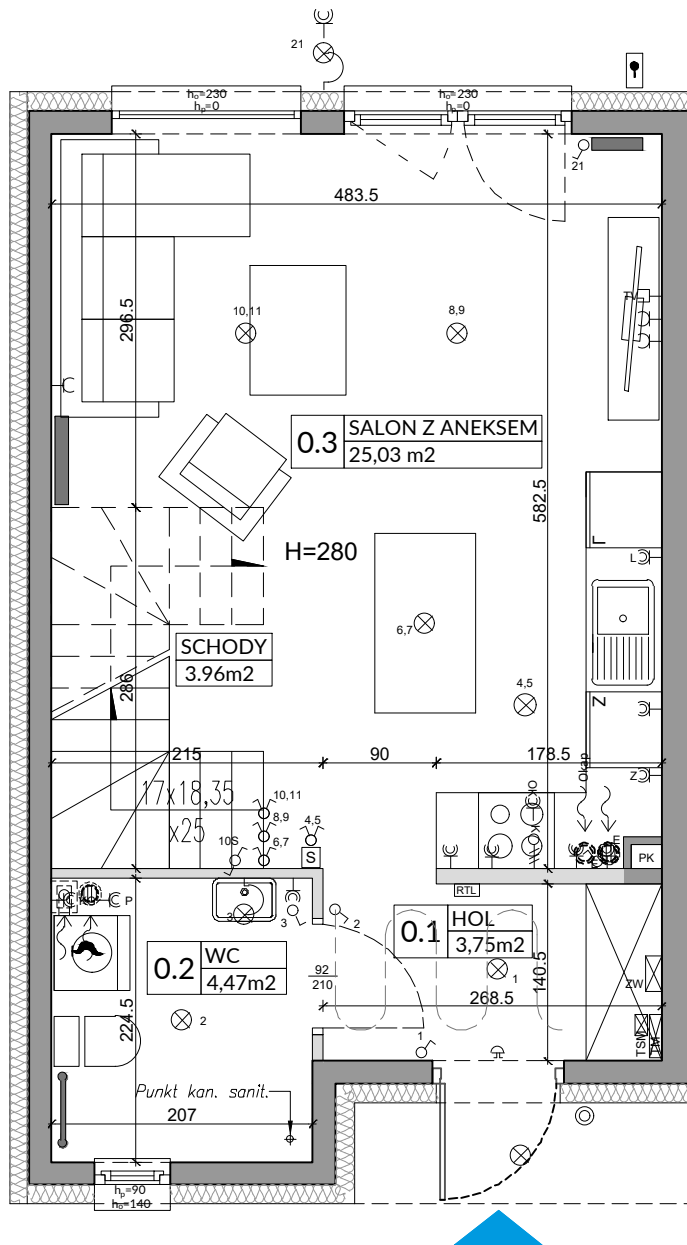 21
hₒ=230
hₚ=0
hₒ=230
hₚ=0
21
483.5
296.5
10,11
8,9
TV
0.3
SALON Z ANEKSEM
25,03 m2
582.5
H=280
L
L
6,7
SCHODY
3.96m2
286
4,5
Z
Z
215
90
178.5
Okap
17x18,35
x25
10,11
8,9
6,7
4,5
10S
S
PK
RTL
P
3
3
2
0.1
HOL
3,75m2
0.2
WC
4,47m2
92
210
1
140.5
268.5
ZW
TSM
TM
2
224.5
1
Punkt kan. sanit.
207
hₚ=90
hₒ=140